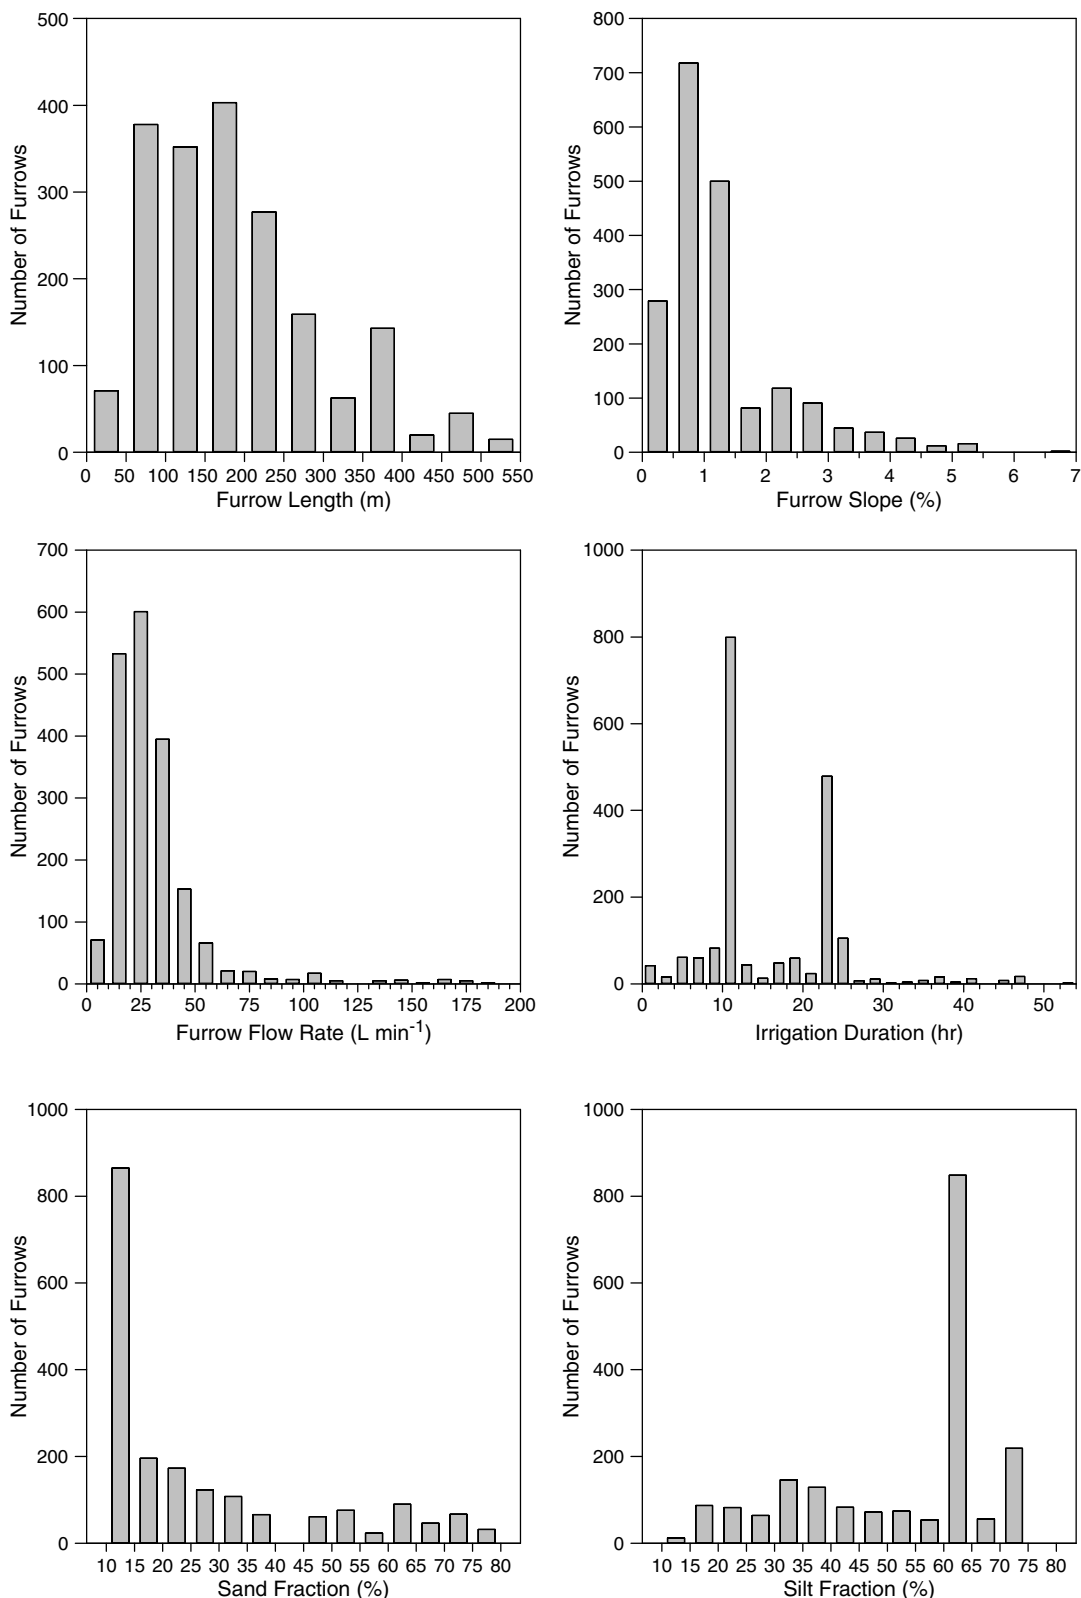 500
400
300
200
100
0
Number of Furrows
0 50 100 150 200 250 300 350 400 450 500 550
Furrow Length (m)
800
700
600
500
400
300
200
100
0
Number of Furrows
0 1 2 3 4 5 6 7
Furrow Slope (%)
700
600
500
400
300
200
100
0
Number of Furrows
0 25 50 75 100 125 150 175 200
Furrow Flow Rate (L min-1)
1000
800
600
400
200
0
Number of Furrows
0 10 20 30 40 50
Irrigation Duration (hr)
1000
800
600
400
200
0
Number of Furrows
10 15 20 25 30 35 40 45 50 55 60 65 70 75 80
Sand Fraction (%)
1000
800
600
400
200
0
Number of Furrows
10 15 20 25 30 35 40 45 50 55 60 65 70 75 80
Silt Fraction (%)